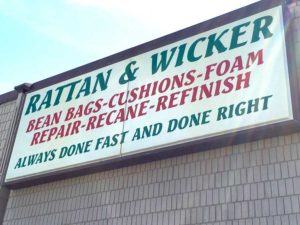 RATTAN & WICKER
BEAN BAGS-CUSHIONS-FOAM
REPAIR-RECANE-REFINISH
ALWAYS DONE FAST AND DONE RIGHT